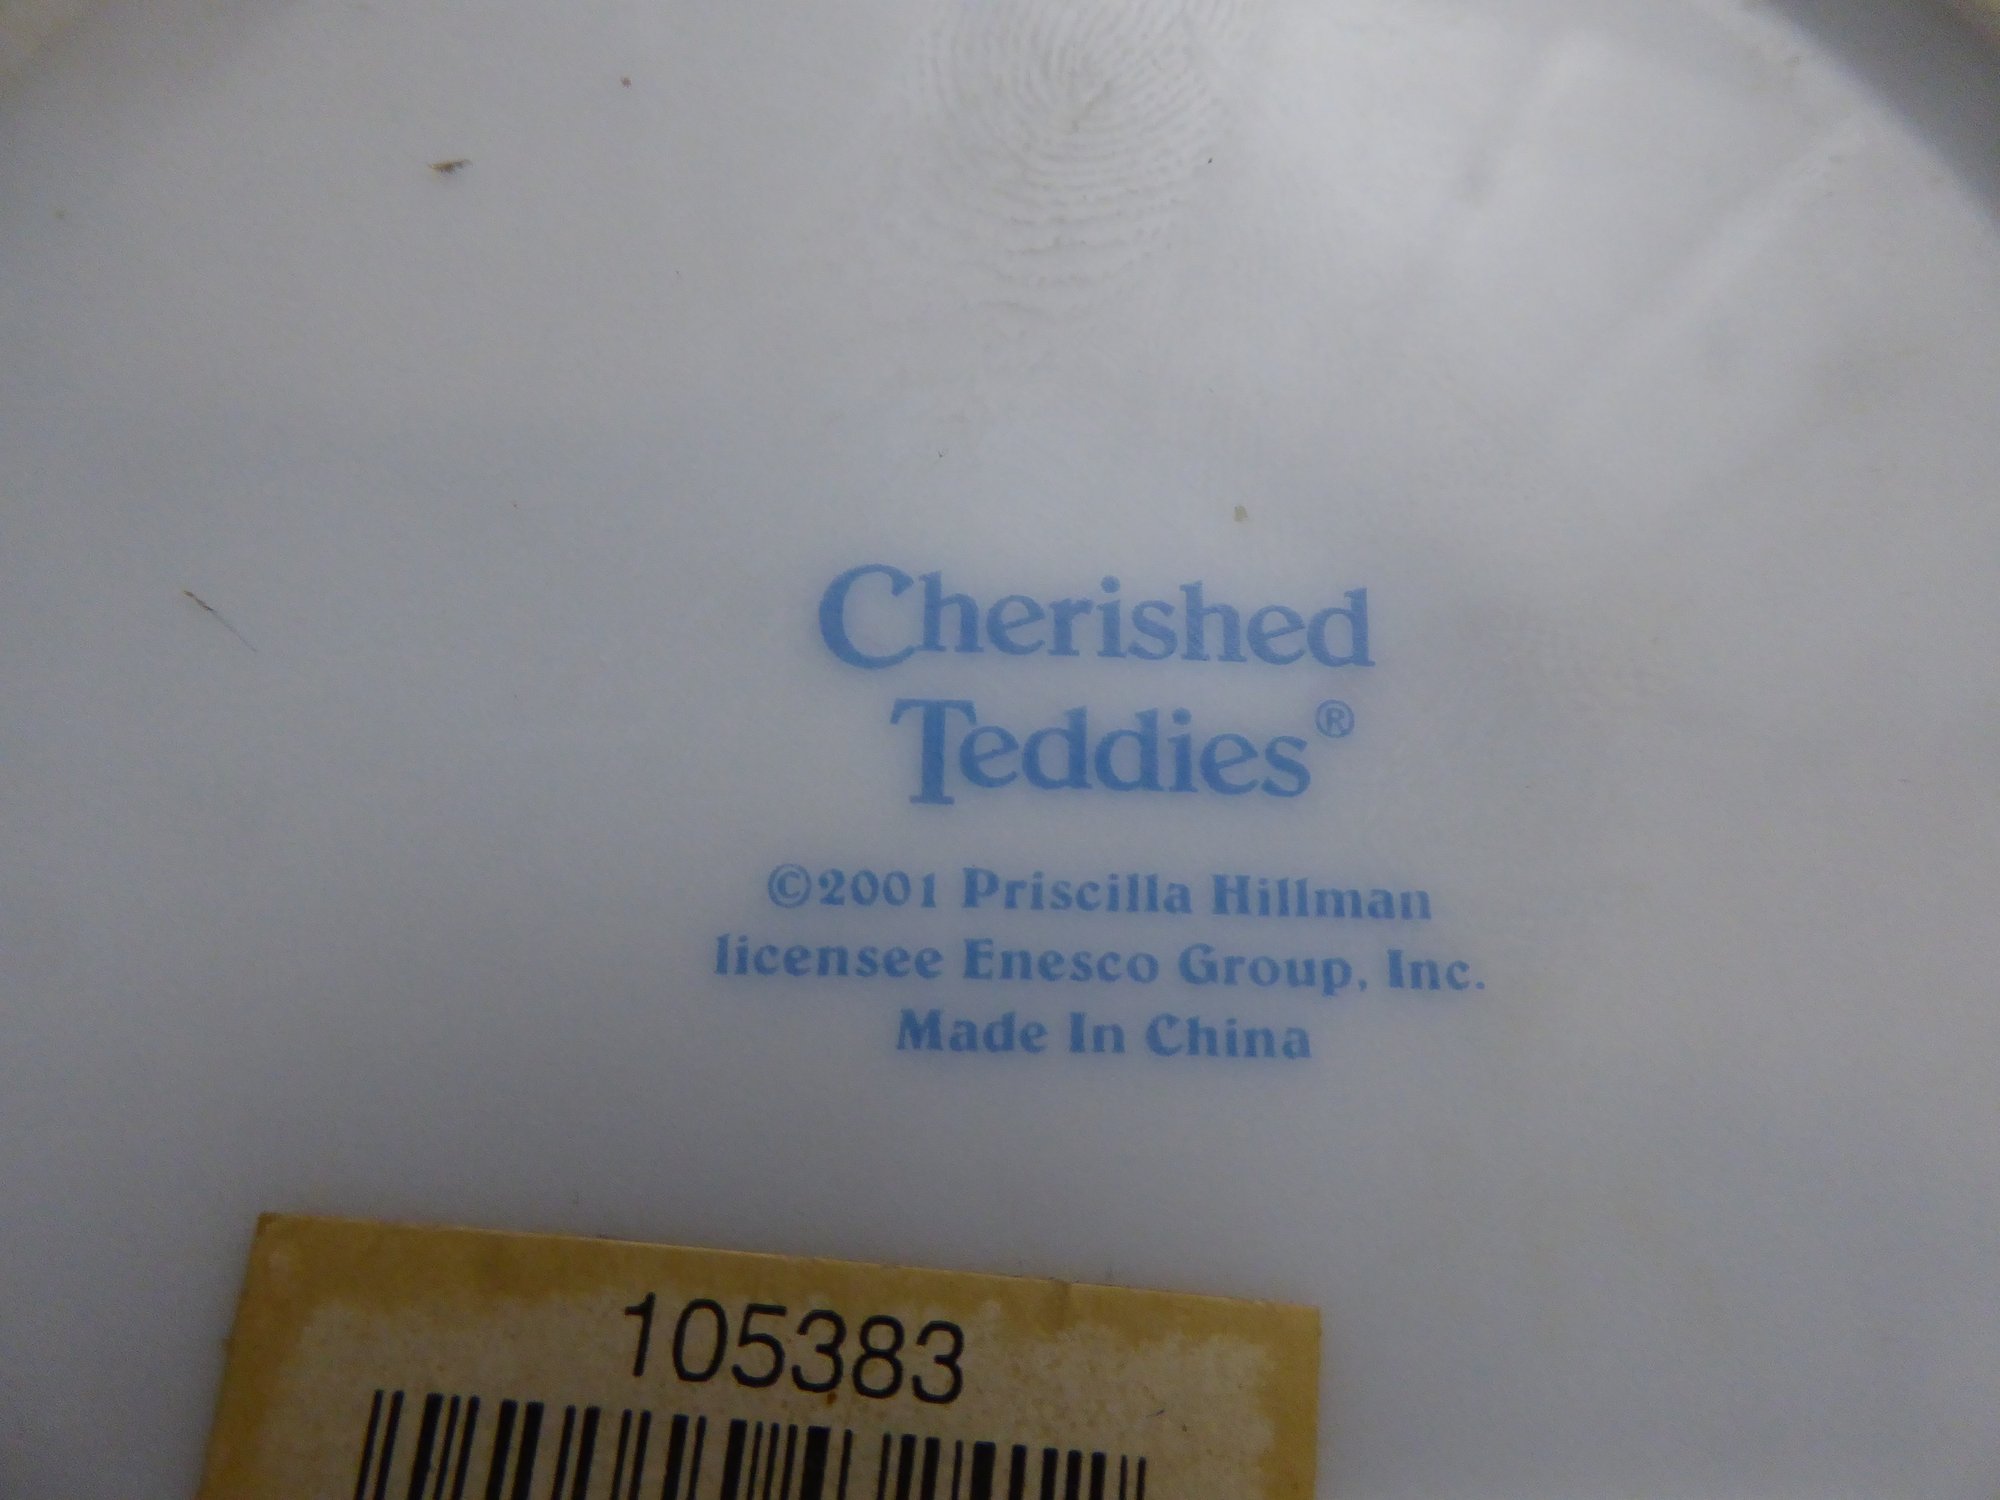 Cherished
Teddies®
©2001 Priscilla Hillman
licensee Enesco Group, Inc.
Made In China
105383